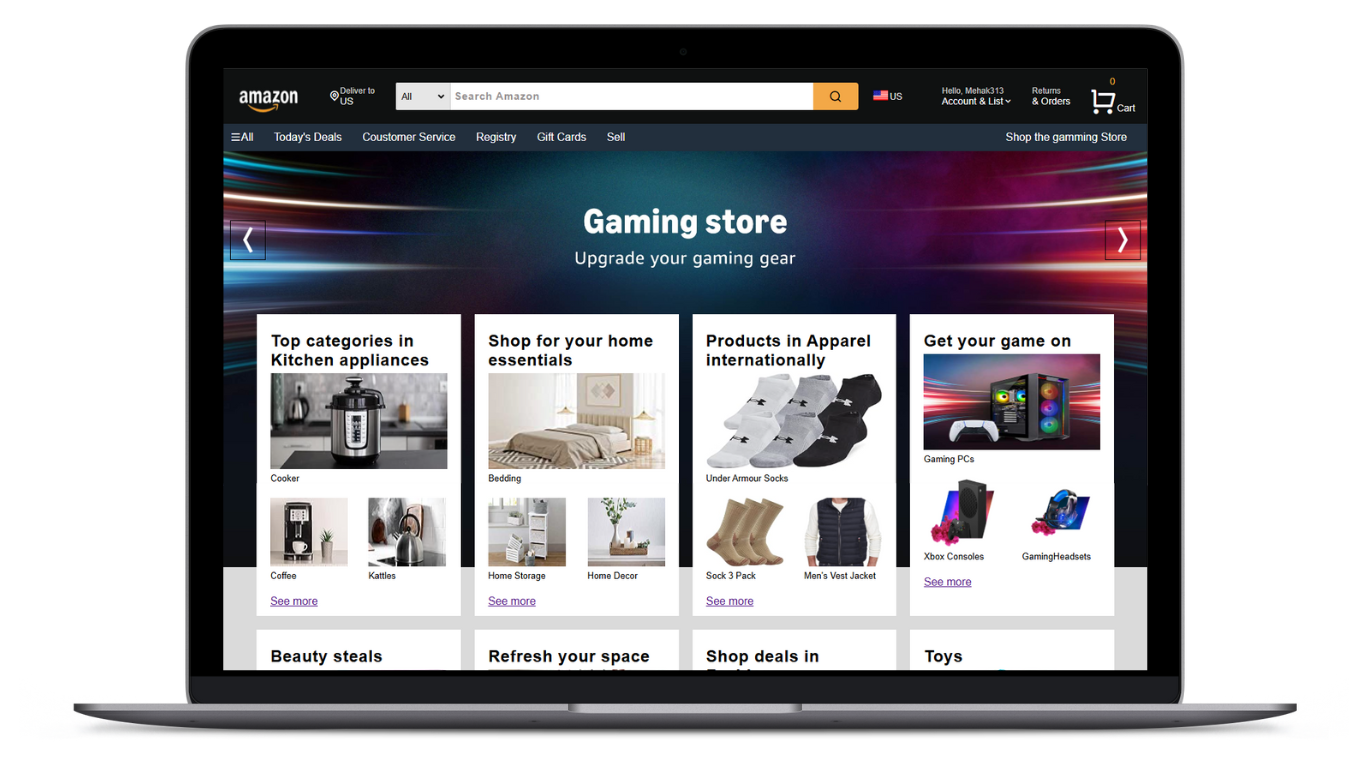 amazon
Deliver to
US
All
Search Amazon
US
Hello, Mehak313
Account & List
Returns
& Orders
0
Cart
All
Today's Deals
Coustomer Service
Registry
Gift Cards
Sell
Shop the gamming Store
Gaming store
Upgrade your gaming gear
Top categories in
Kitchen appliances
Cooker
Coffee
Kattles
See more
Shop for your home
essentials
Bedding
Home Storage
Home Decor
See more
Products in Apparel
internationally
Under Armour Socks
Sock 3 Pack
Men's Vest Jacket
See more
Get your game on
Gaming PCs
Xbox Consoles
GamingHeadsets
See more
Beauty steals
Refresh your space
Shop deals in
Toys